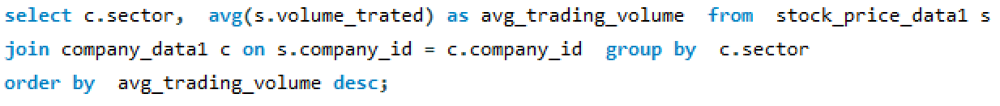 select c.sector,  avg(s.volume_trated) as avg_trading_volume  from  stock_price_data1 s
join company_data1 c on s.company_id = c.company_id  group by  c.sector
order by  avg_trading_volume desc;